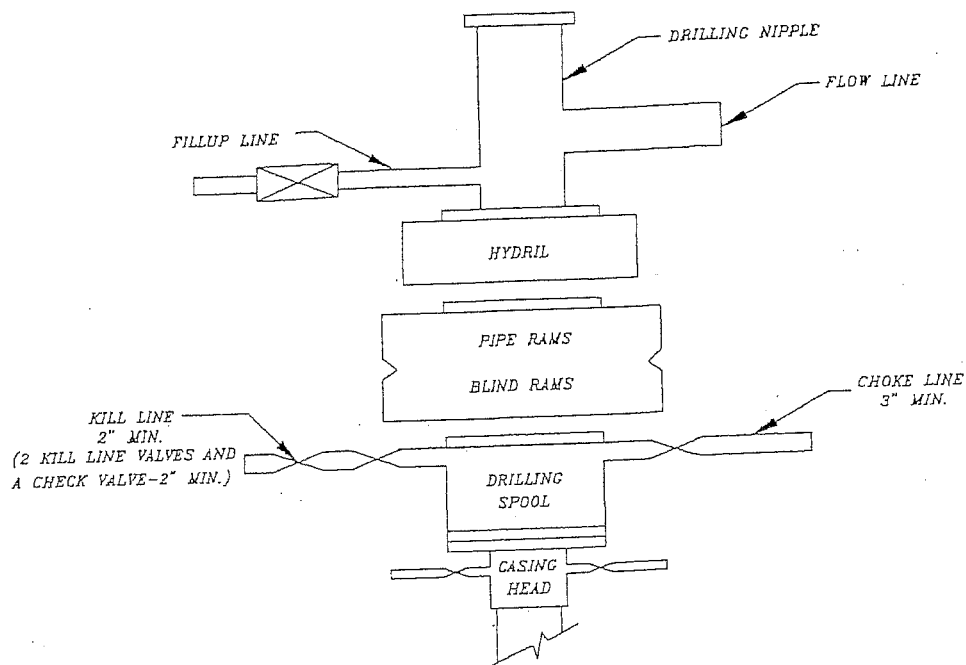 DRILLING NIPPLE
FLOW LINE
FILLUP LINE
HYDRIL
PIPE RAMS
BLIND RAMS
CHOKE LINE
3" MIN.
KILL LINE
2" MIN.
(2 KILL LINE VALVES AND
A CHECK VALVE-2" MIN.)
DRILLING
SPOOL
CASING
HEAD